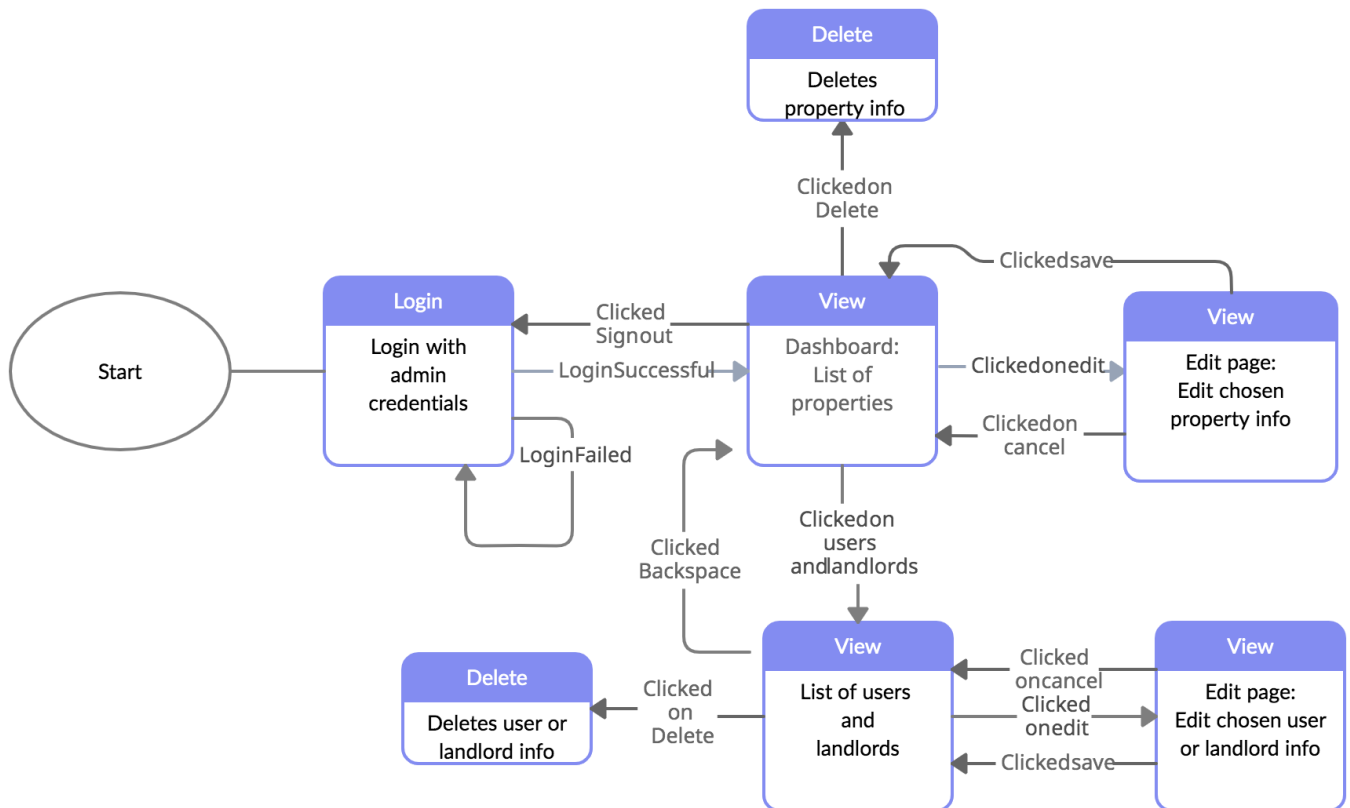 Delete
Deletes
property info
Clickedon
Delete
Clickedsave
Login
View
View
Clicked
Signout
Start
Login with
admin
credentials
LoginSuccessful
Dashboard:
List of
properties
Clickedonedit
Edit page:
Edit chosen
property info
Clickedon
cancel
LoginFailed
Clickedon
users
andlandlords
Clicked
Backspace
View
View
Delete
Clicked
oncancel
Clicked
on
Delete
Deletes user or
landlord info
List of users
and
landlords
Clicked
onedit
Edit page:
Edit chosen user
or landlord info
Clickedsave